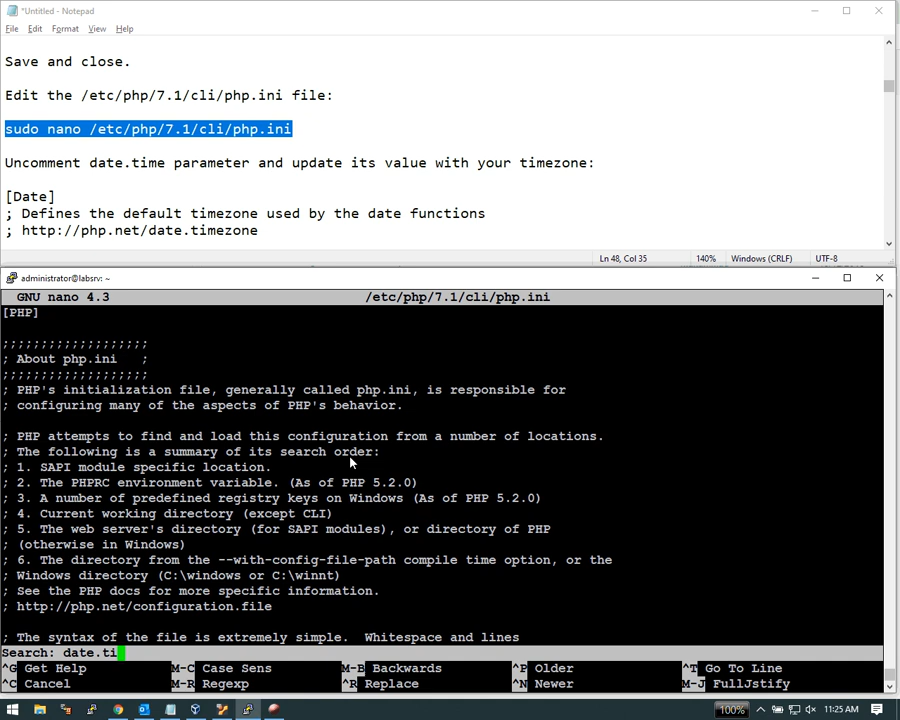 *Untitled - Notepad
File Edit Format View Help
Save and close.
Edit the /etc/php/7.1/cli/php.ini file:
sudo nano /etc/php/7.1/cli/php.ini
Uncomment date.time parameter and update its value with your timezone:
[Date]
; Defines the default timezone used by the date functions
; http://php.net/date.timezone
Ln 48, Col 35 140% Windows (CRLF) UTF-8
administrator@labsrv: ~
GNU nano 4.3 /etc/php/7.1/cli/php.ini
[PHP]
;;;;;;;;;;;;;;;;;;;
; About php.ini   ;
;;;;;;;;;;;;;;;;;;;
; PHP's initialization file, generally called php.ini, is responsible for
; configuring many of the aspects of PHP's behavior.
; PHP attempts to find and load this configuration from a number of locations.
; The following is a summary of its search order:
; 1. SAPI module specific location.
; 2. The PHPRC environment variable. (As of PHP 5.2.0)
; 3. A number of predefined registry keys on Windows (As of PHP 5.2.0)
; 4. Current working directory (except CLI)
; 5. The web server's directory (for SAPI modules), or directory of PHP
; (otherwise in Windows)
; 6. The directory from the --with-config-file-path compile time option, or the
; Windows directory (C:\windows or C:\winnt)
; See the PHP docs for more specific information.
; http://php.net/configuration.file
; The syntax of the file is extremely simple.  Whitespace and lines
Search: date.ti
^G Get Help M-C Case Sens M-B Backwards ^P Older ^T Go To Line
^C Cancel M-R Regexp ^R Replace ^N Newer M-J FullJstify
100% 11:25 AM